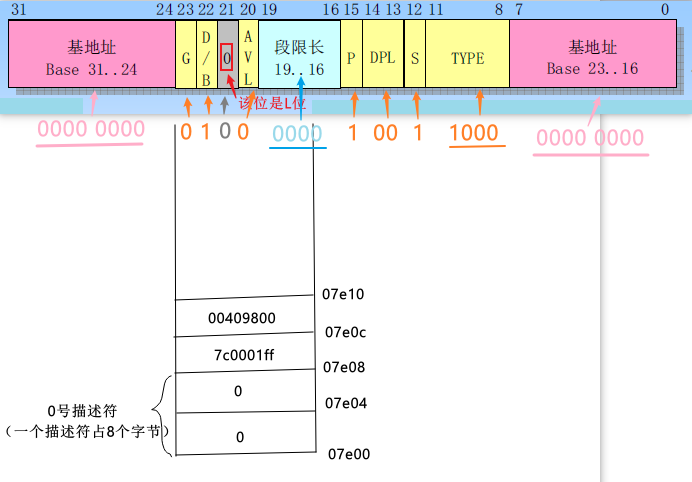 31 24 23 22 21 20 19 16 15 14 13 12 11 8 7 0
基地址
Base 31..24
G
D/B
0
AVL
段限长
19..16
P
DPL
S
TYPE
基地址
Base 23..16
该位是L位
0000 0000 0 1 0 0 0000 1 00 1 1000 0000 0000
07e10
00409800
07e0c
7c0001ff
07e08
0
07e04
0号描述符
(一个描述符占8个字节)
0
07e00